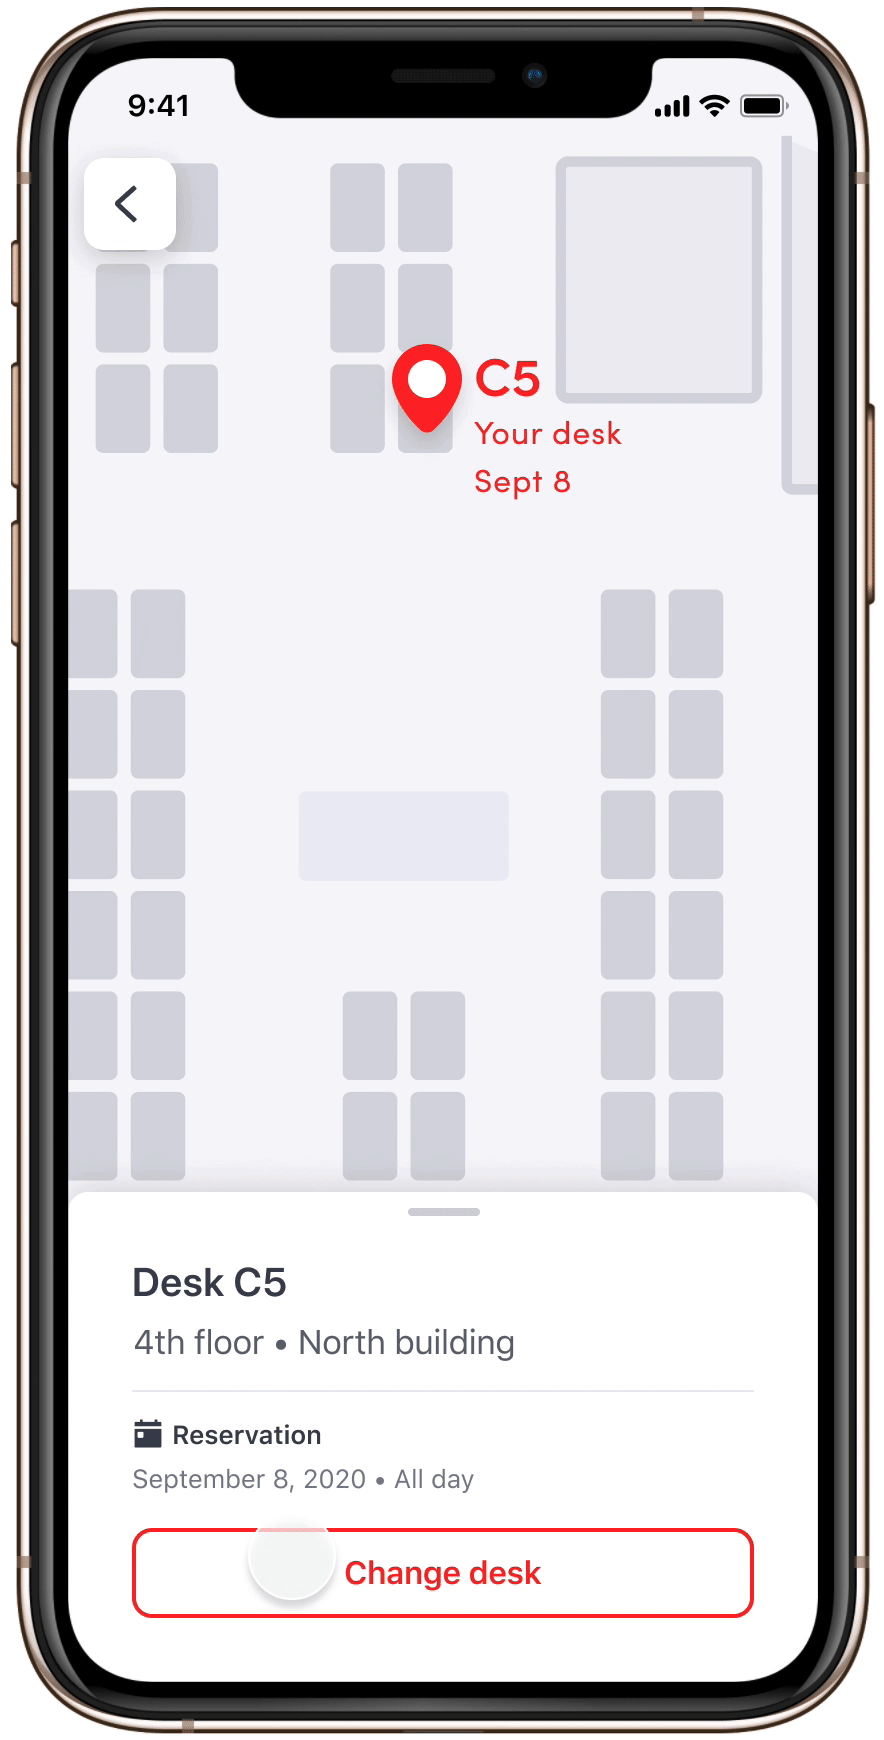 9:41
C5
Your desk
Sept 8
Desk C5
4th floor • North building
Reservation
September 8, 2020 • All day
Change desk